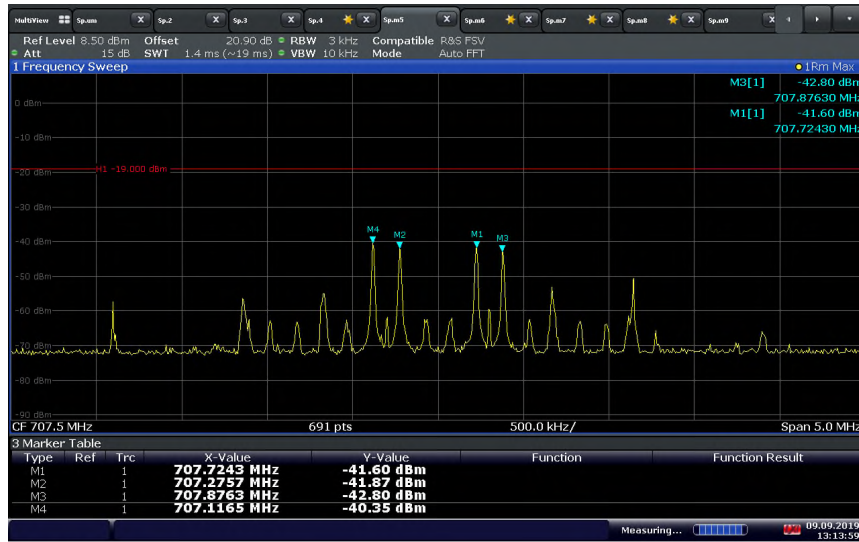 MultiView Sp.um X Sp.2 X Sp.3 X Sp.4 X Sp.m5 X Sp.m6 X Sp.m7 X Sp.m8 X Sp.m9 X
Ref Level 8.50 dBm Offset 20.90 dB RBW 3 kHz Compatible R&S FSV
Att 15 dB SWT 1.4 ms (~19 ms) VBW 10 kHz Mode Auto FFT
1 Frequency Sweep 1Rm Max
M3[1] -42.80 dBm
707.87630 MHz
0 dBm
M1[1] -41.60 dBm
707.72430 MHz
-10 dBm
-20 dBm H1 -19.000 dBm
-30 dBm
M4 M2 M1 M3
-40 dBm
-50 dBm
-60 dBm
-70 dBm
-80 dBm
-90 dBm
CF 707.5 MHz 691 pts 500.0 kHz/ Span 5.0 MHz
3 Marker Table
Type Ref Trc X-Value Y-Value Function Function Result
M1 1 707.7243 MHz -41.60 dBm
M2 1 707.2757 MHz -41.87 dBm
M3 1 707.8763 MHz -42.80 dBm
M4 1 707.1165 MHz -40.35 dBm
Measuring... 09.09.2019
13:13:59